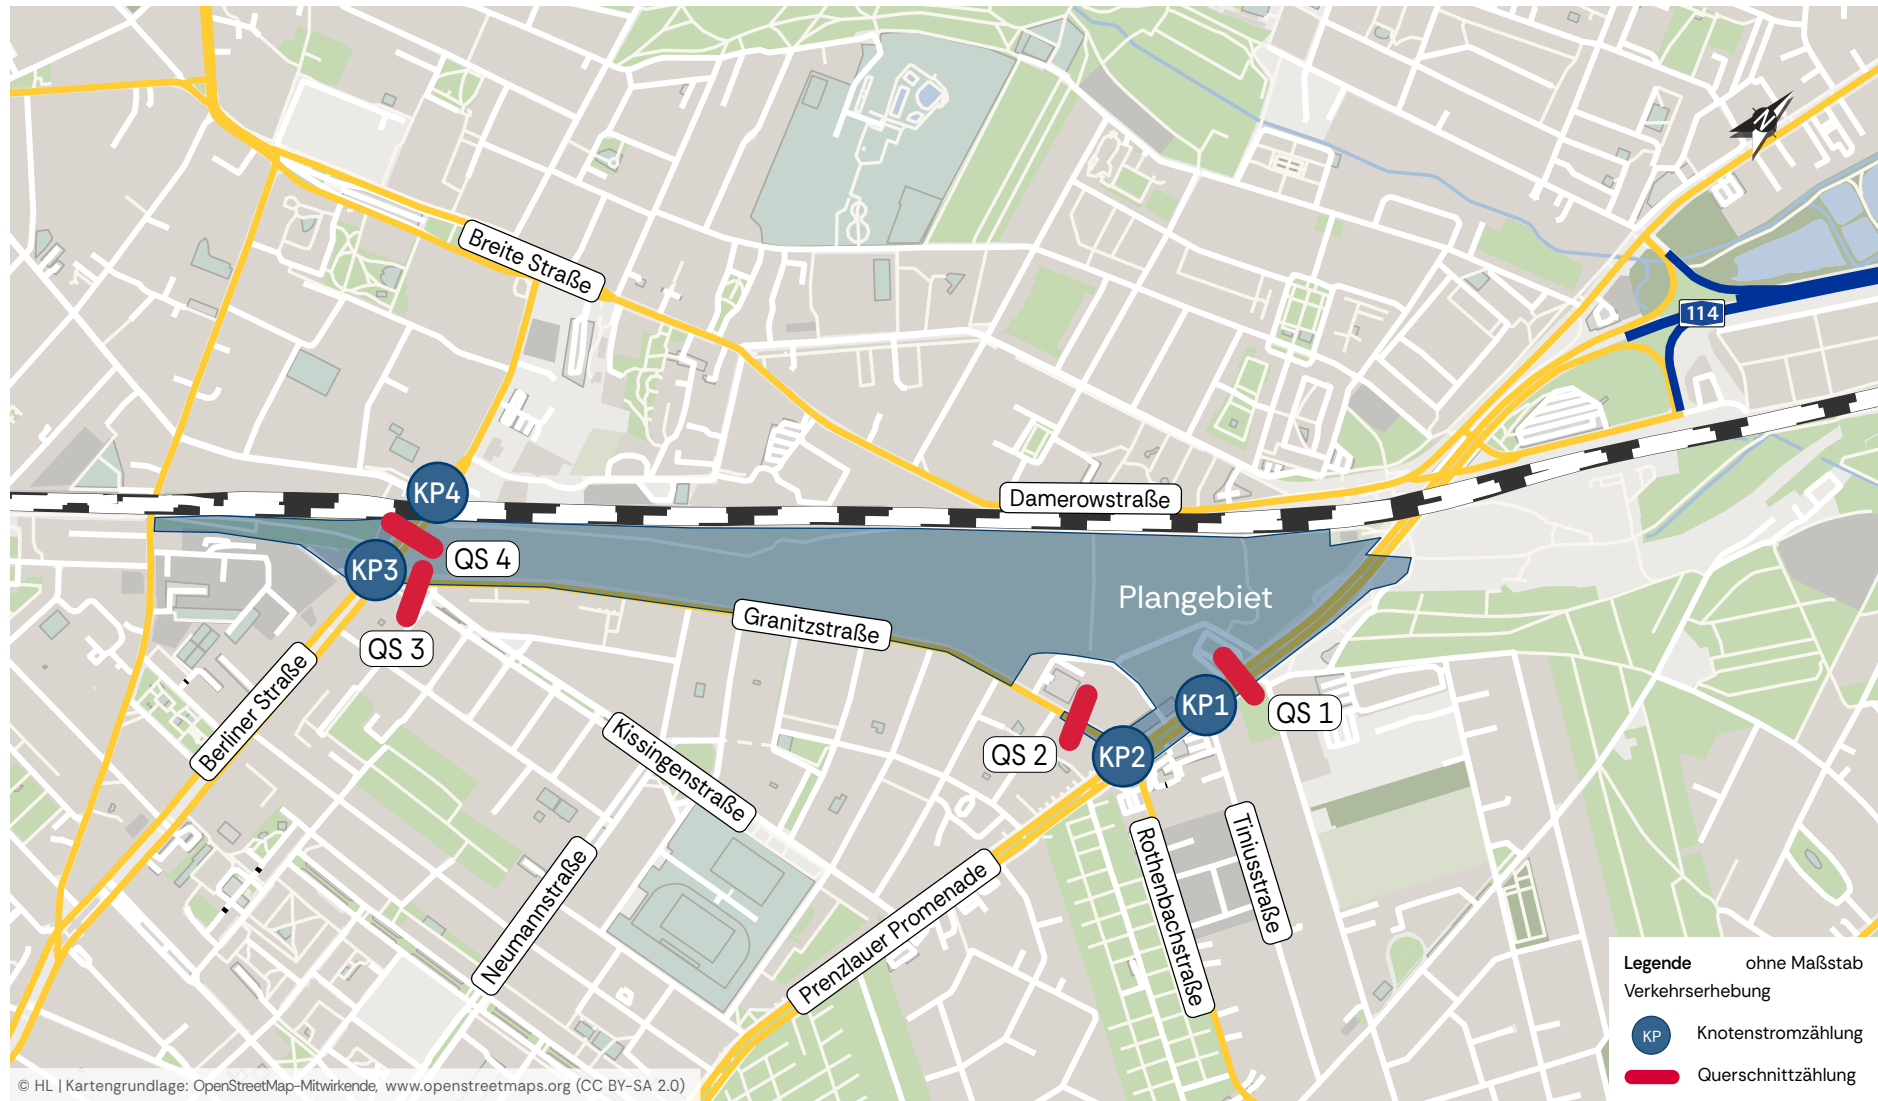 N
Breite Straße
114
KP4
Damerowstraße
QS 4
KP3
Plangebiet
Granitzstraße
QS 3
Berliner Straße
KP1
QS 1
QS 2
KP2
Kissingenstraße
Neumannstraße
Prenzlauer Promenade
Rothenbachstraße
Tiniusstraße
Legende ohne Maßstab
Verkehrserhebung
KP Knotenstromzählung
Querschnittzählung
© HL | Kartengrundlage: OpenStreetMap-Mitwirkende, www.openstreetmaps.org (CC BY-SA 2.0)